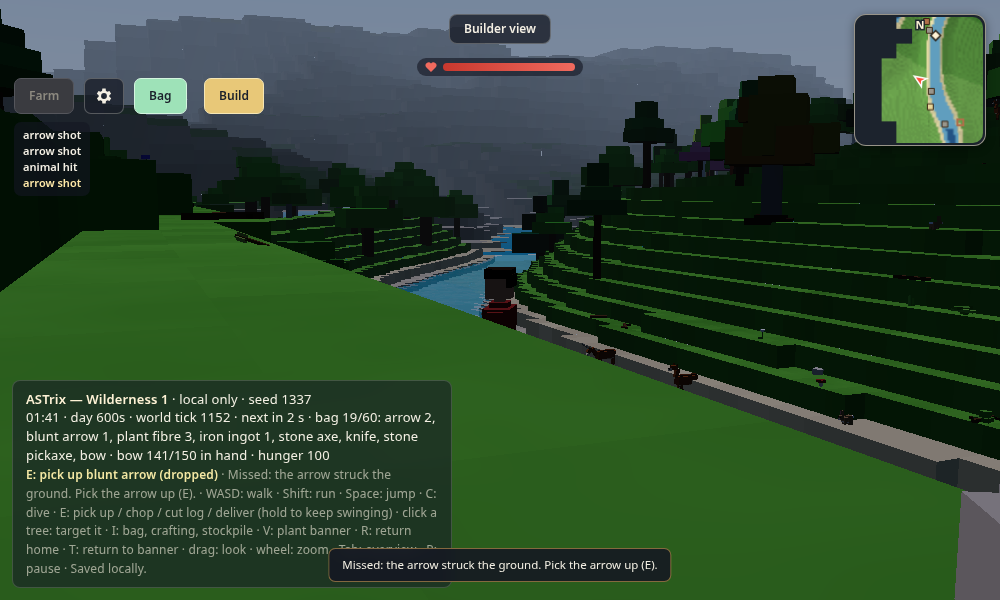 Builder view
N
Farm
Bag
Build
arrow shot
arrow shot
animal hit
arrow shot
ASTrix — Wilderness 1 · local only · seed 1337
01:41 · day 600s · world tick 1152 · next in 2 s · bag 19/60: arrow 2,
blunt arrow 1, plant fibre 3, iron ingot 1, stone axe, knife, stone
pickaxe, bow · bow 141/150 in hand · hunger 100
E: pick up blunt arrow (dropped) · Missed: the arrow struck the
ground. Pick the arrow up (E). · WASD: walk · Shift: run · Space: jump · C:
dive · E: pick up / chop / cut log / deliver (hold to keep swinging) · click a
tree: target it · I: bag, crafting, stockpile · V: plant banner · R: return
home · T: return to banner · drag: look · wheel: zoom
pause · Saved locally.
Missed: the arrow struck the ground. Pick the arrow up (E).